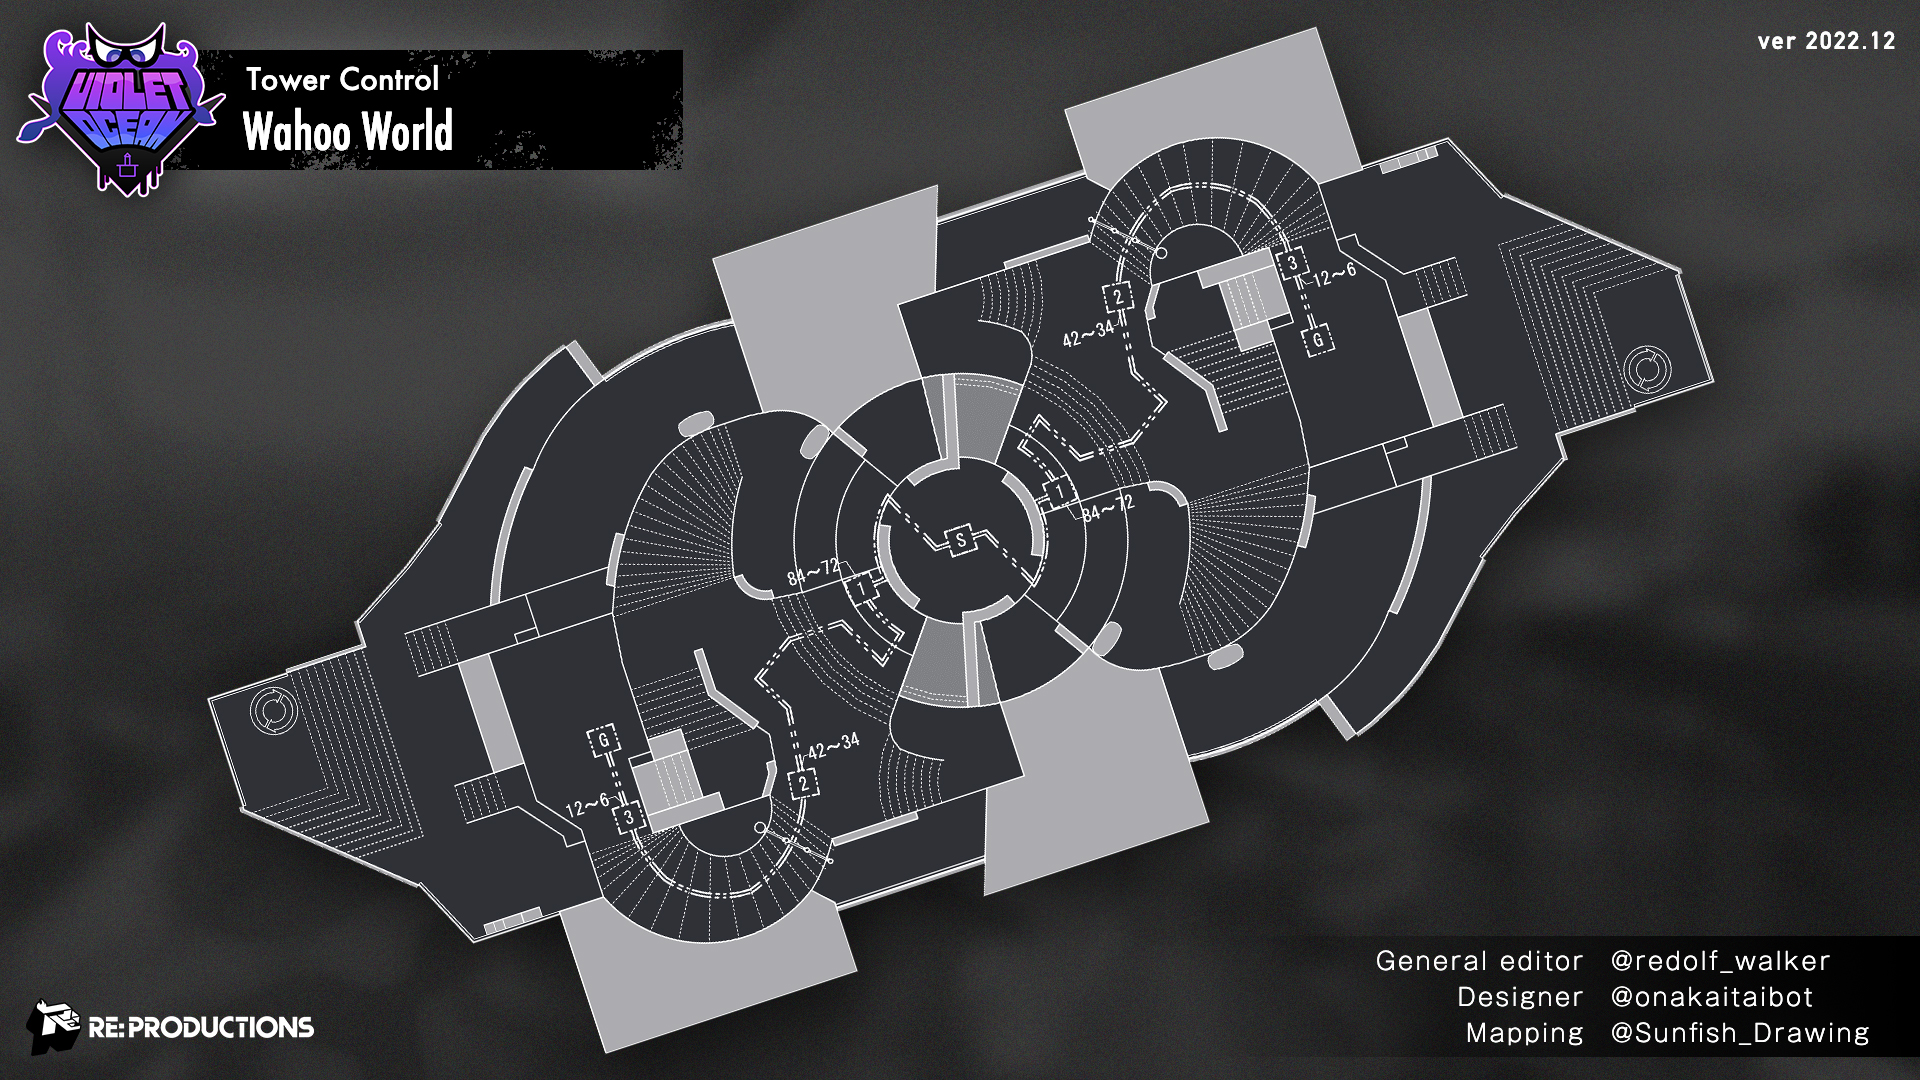 VIOLET
OCEAN
Tower Control
Wahoo World
ver 2022.12
3
12~6
2
42~34
G
1
84~72
S
84~72
1
42~34
G
2
12~6
3
General editor @redolf_walker
Designer @onakaitaibot
Mapping @Sunfish_Drawing
RE:PRODUCTIONS